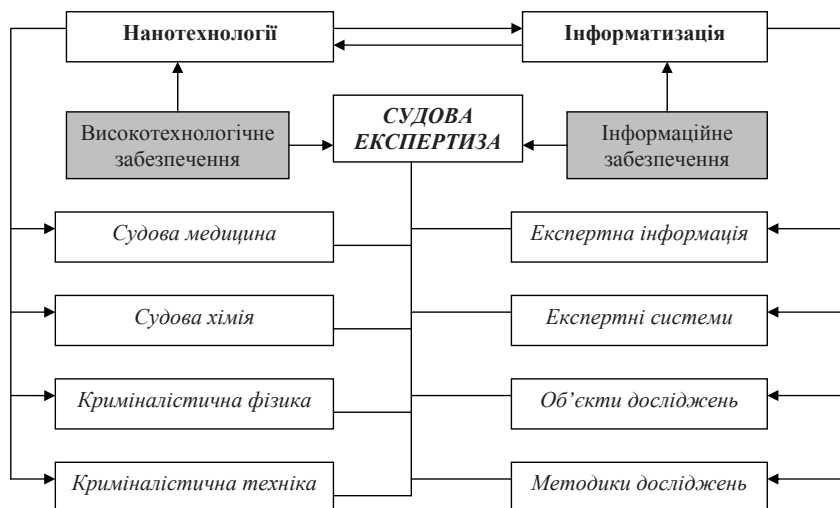 Нанотехнології
Інформатизація
Високотехнологічне
забезпечення
СУДОВА
ЕКСПЕРТИЗА
Інформаційне
забезпечення
Судова медицина
Експертна інформація
Судова хімія
Експертні системи
Криміналістична фізика
Об’єкти досліджень
Криміналістична техніка
Методики досліджень